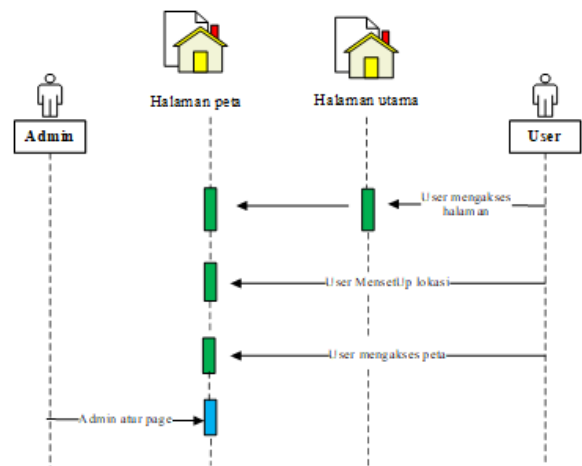 Halaman peta
Halaman utama
Admin
User
User mengakses
halaman
User MensetUp lokasi
User mengakses peta
Admin atur page